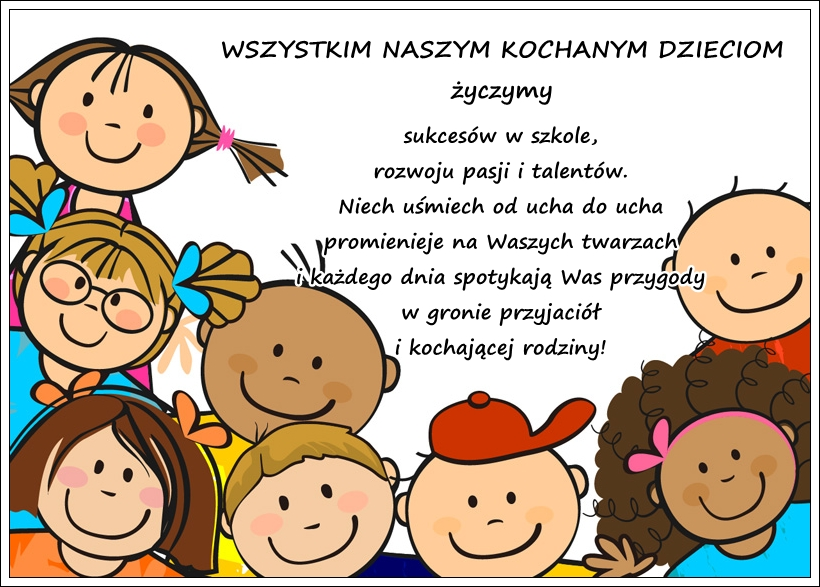 WSZYSTKIM NASZYM KOCHANYM DZIECIOM
życzymy
sukcesów w szkole,
rozwoju pasji i talentów.
Niech uśmiech od ucha do ucha
promienieje na Waszych twarzach
i każdego dnia spotykają Was przygody
w gronie przyjaciół
i kochającej rodziny!